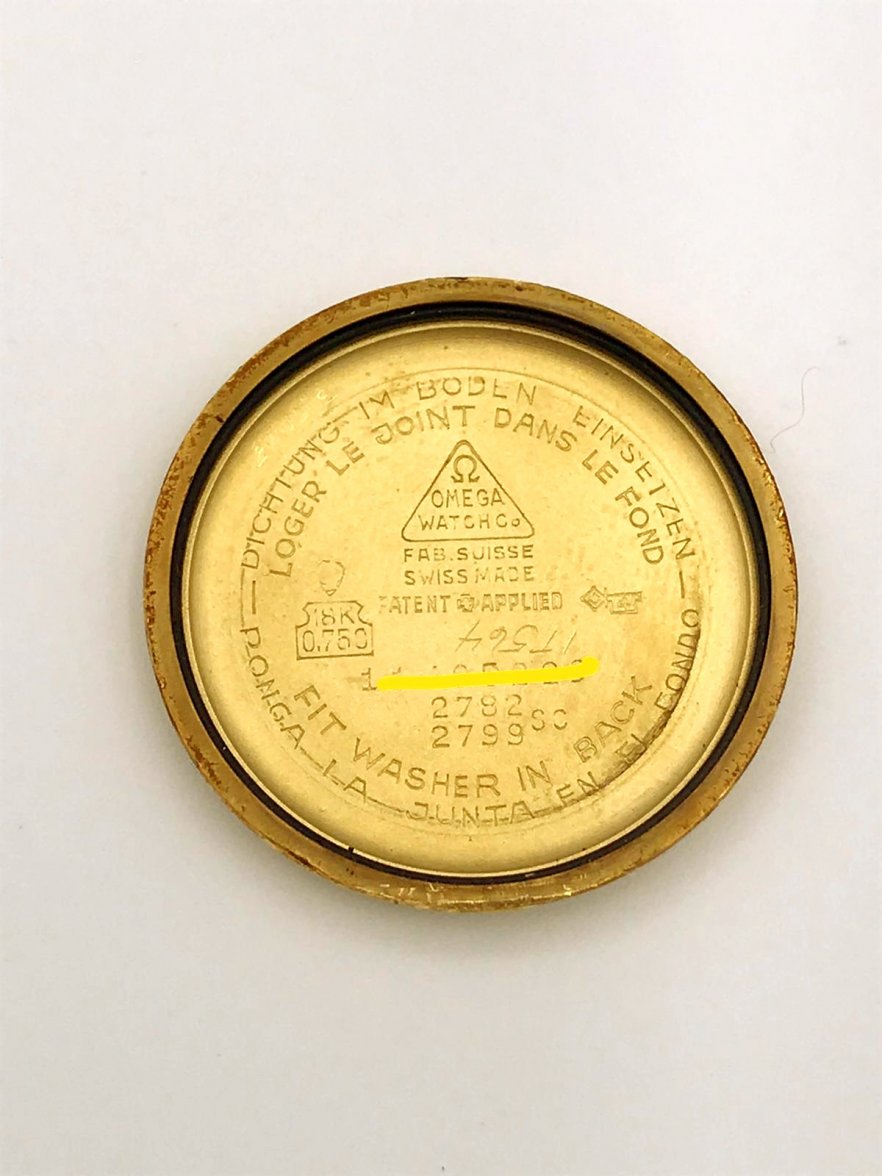 DICHTUNG IM BODEN EINSETZEN
LOGER LE JOINT DANS LE FOND
Ω
OMEGA
WATCH Co
FAB. SUISSE
SWISS MADE
PATENT APPLIED
18K
0.750
2782
2799 SC
FIT WASHER IN BACK
PONGA LA JUNTA EN EL FONDO